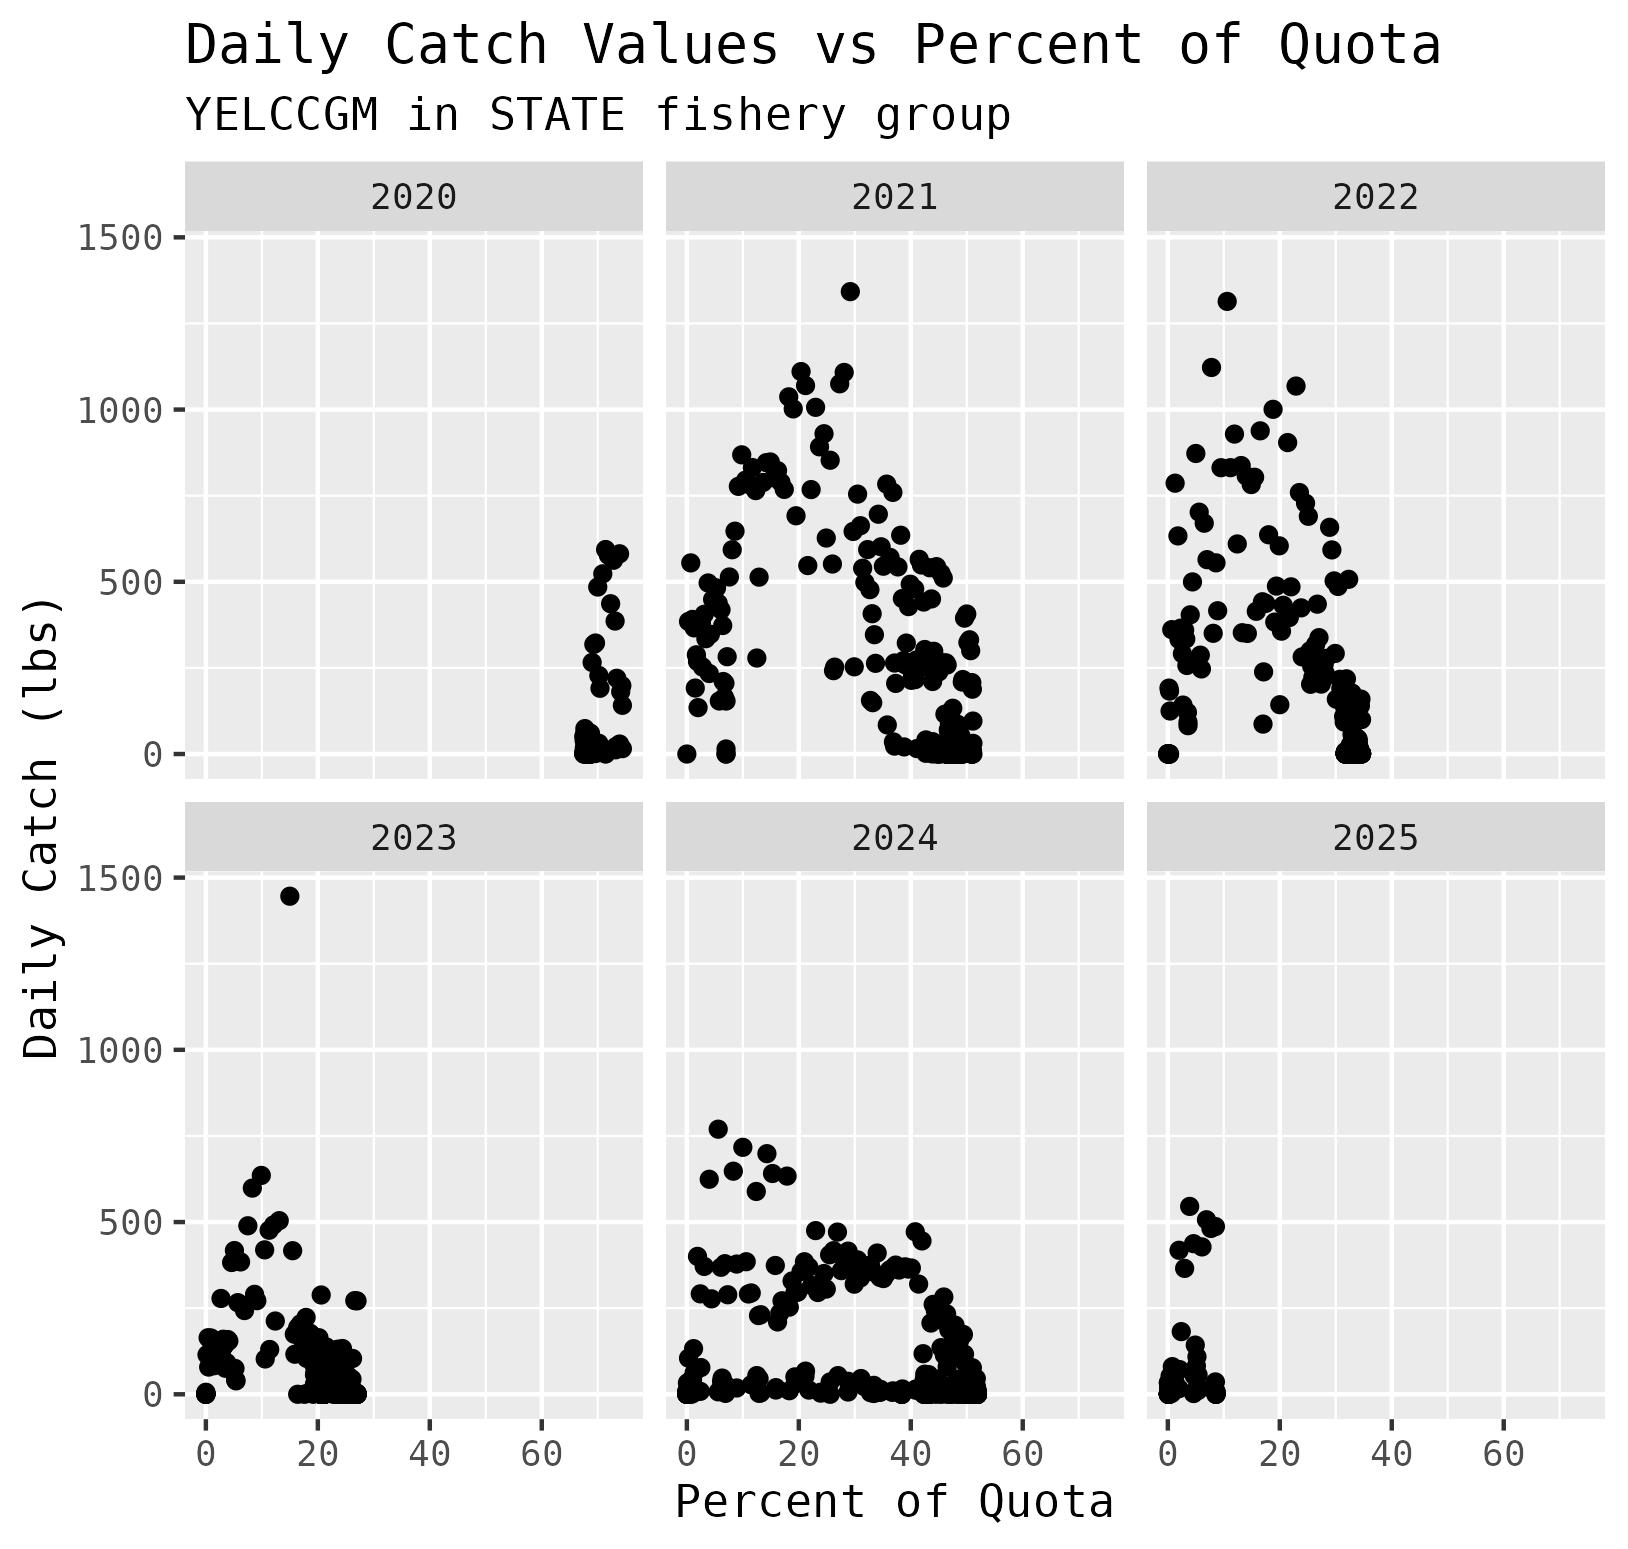 Daily Catch Values vs Percent of Quota
YELCCGM in STATE fishery group
2020 2021 2022
1500
1000
500
0
2023 2024 2025
1500
1000
500
0
Daily Catch (lbs)
0 20 40 60 0 20 40 60 0 20 40 60
Percent of Quota